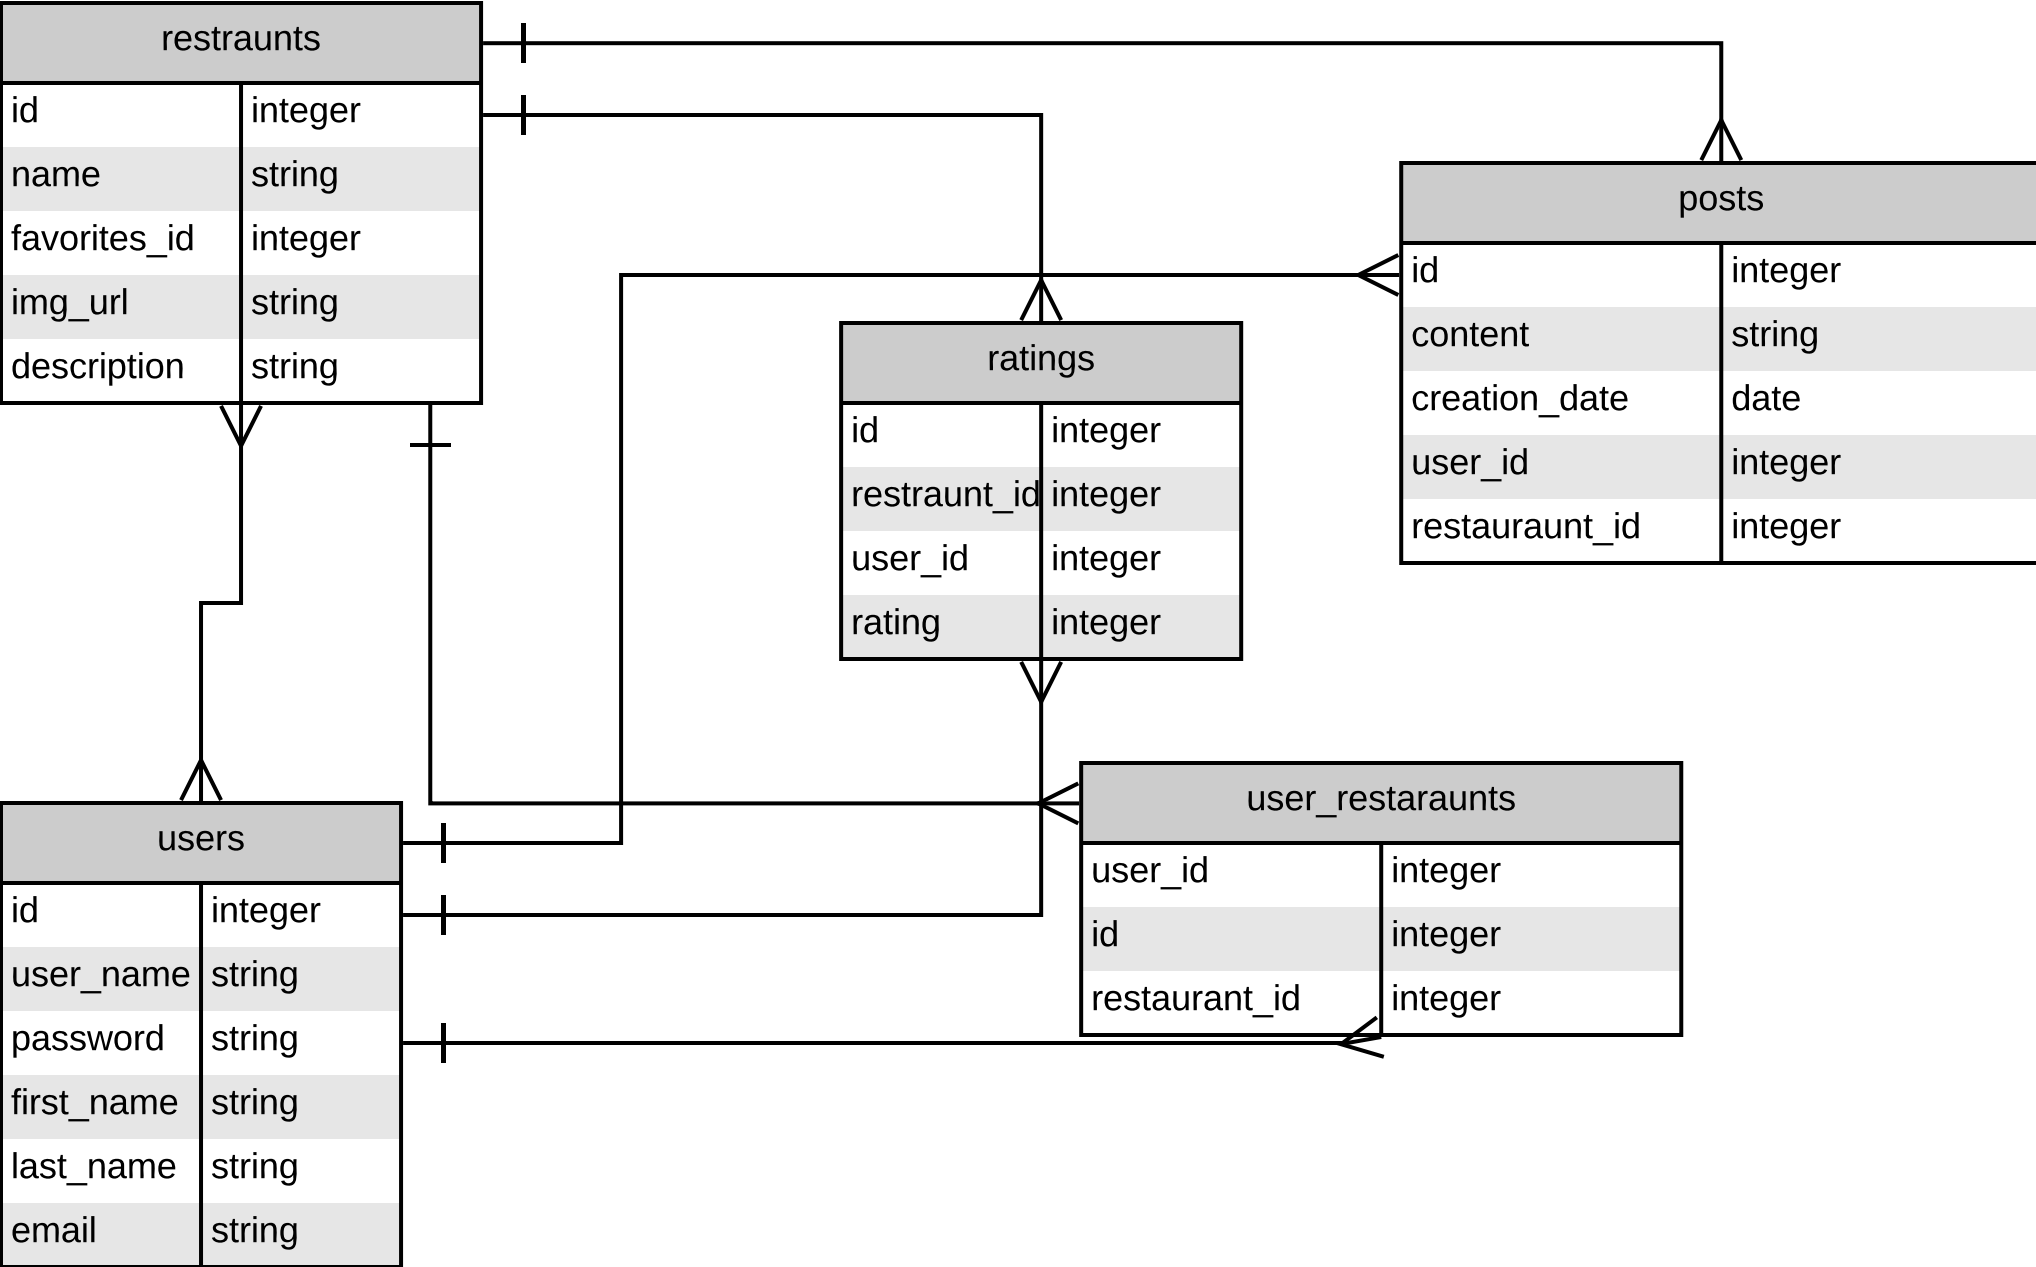 restraunts
id integer
name string
favorites_id integer
img_url string
description string
posts
id integer
content string
creation_date date
user_id integer
restauraunt_id integer
ratings
id integer
restraunt_id integer
user_id integer
rating integer
user_restaraunts
user_id integer
id integer
restaurant_id integer
users
id integer
user_name string
password string
first_name string
last_name string
email string